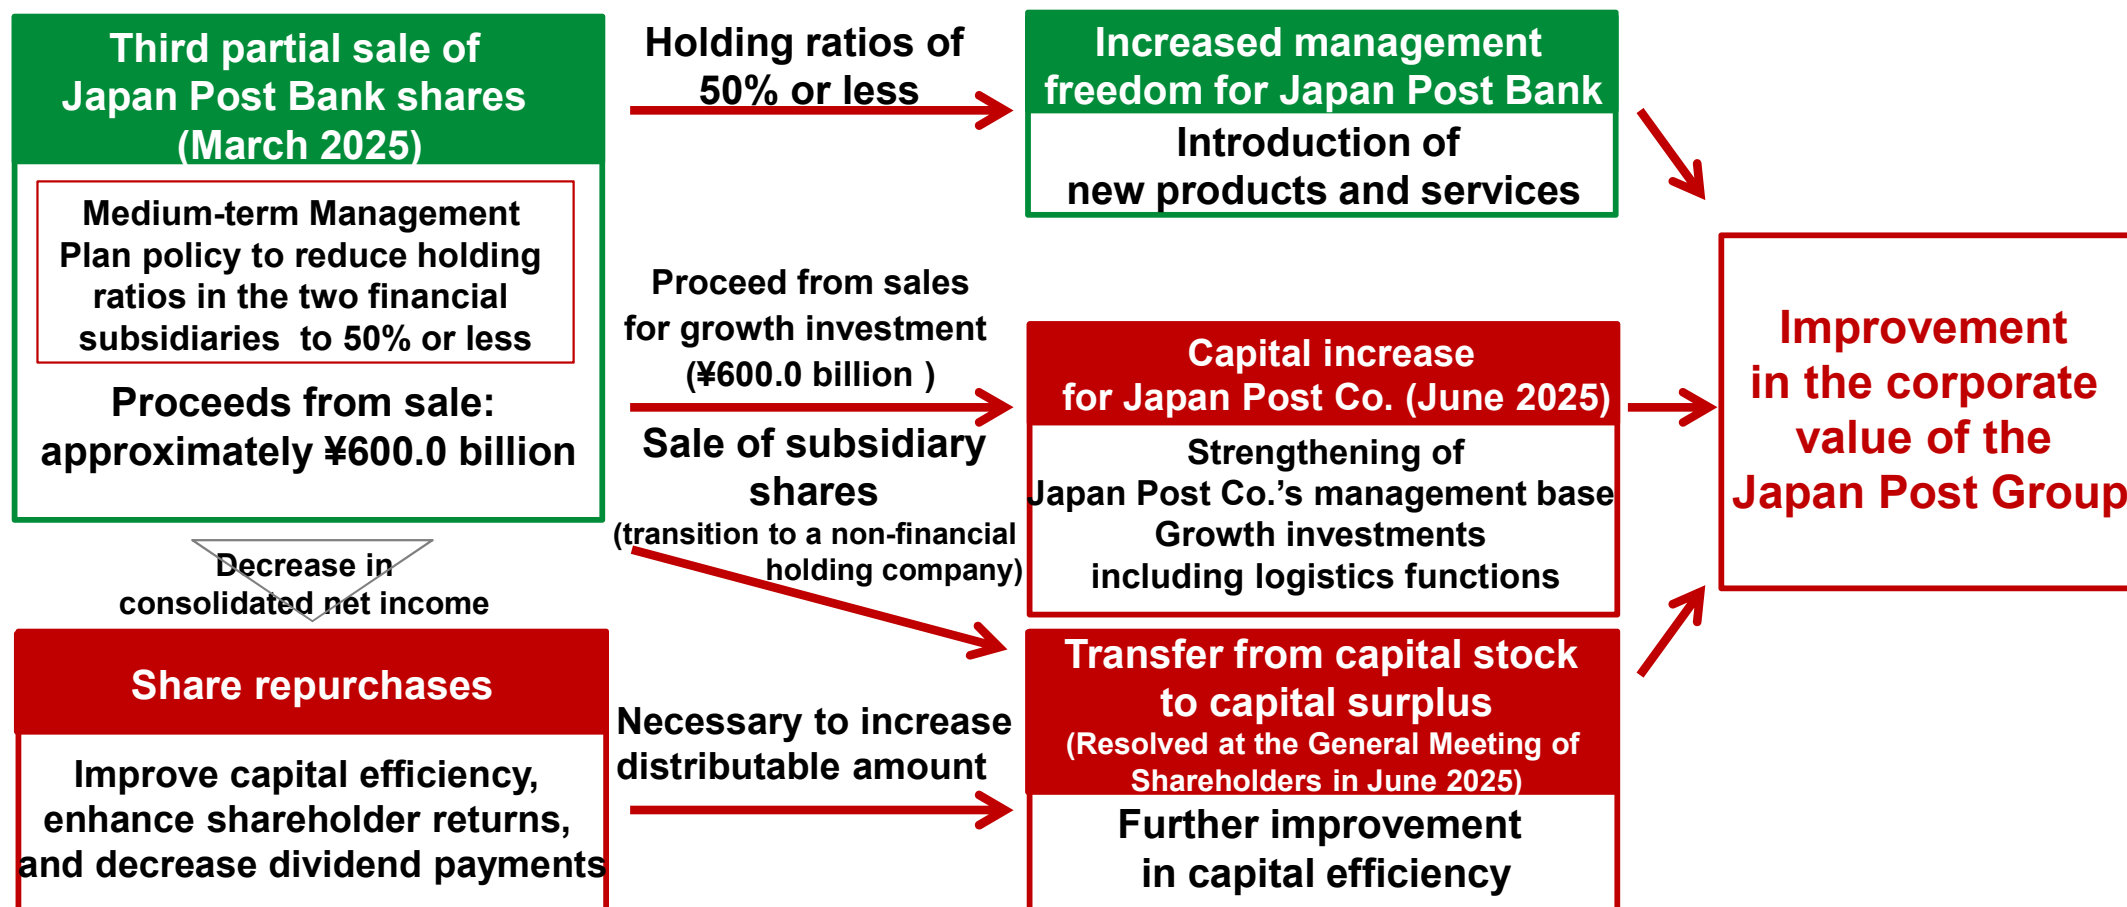 Third partial sale of
Japan Post Bank shares
(March 2025)
Medium-term Management
Plan policy to reduce holding
ratios in the two financial
subsidiaries  to 50% or less
Proceeds from sale:
approximately ¥600.0 billion
Decrease in
consolidated net income
Share repurchases
Improve capital efficiency,
enhance shareholder returns,
and decrease dividend payments
Holding ratios of
50% or less
Proceed from sales
for growth investment
(¥600.0 billion )
Sale of subsidiary
shares
(transition to a non-financial
holding company)
Necessary to increase
distributable amount
Increased management
freedom for Japan Post Bank
Introduction of
new products and services
Capital increase
for Japan Post Co. (June 2025)
Strengthening of
Japan Post Co.’s management base
Growth investments
including logistics functions
Transfer from capital stock
to capital surplus
(Resolved at the General Meeting of
Shareholders in June 2025)
Further improvement
in capital efficiency
Improvement
in the corporate
value of the
Japan Post Group